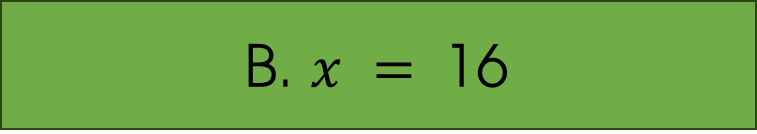 B. x = 16